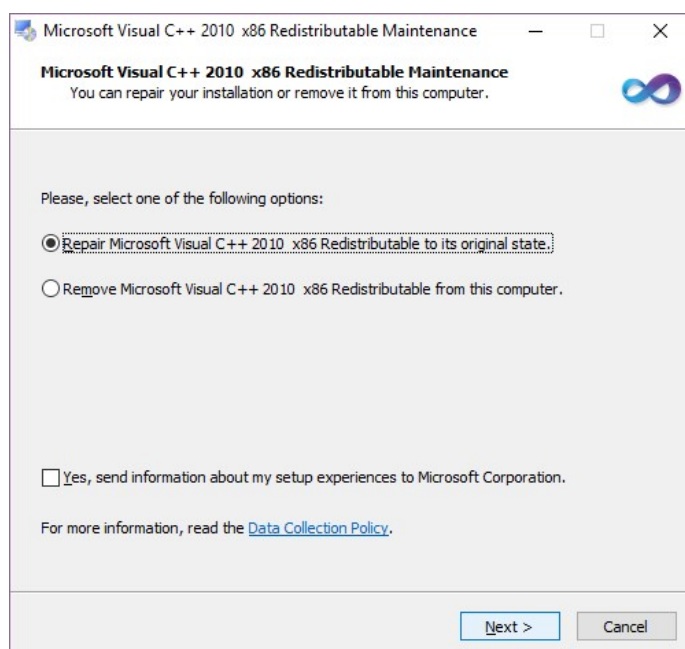 Microsoft Visual C++ 2010  x86 Redistributable Maintenance
Microsoft Visual C++ 2010  x86 Redistributable Maintenance
You can repair your installation or remove it from this computer.
Please, select one of the following options:
Repair Microsoft Visual C++ 2010  x86 Redistributable to its original state.
Remove Microsoft Visual C++ 2010  x86 Redistributable from this computer.
Yes, send information about my setup experiences to Microsoft Corporation.
For more information, read the Data Collection Policy.
Next >
Cancel